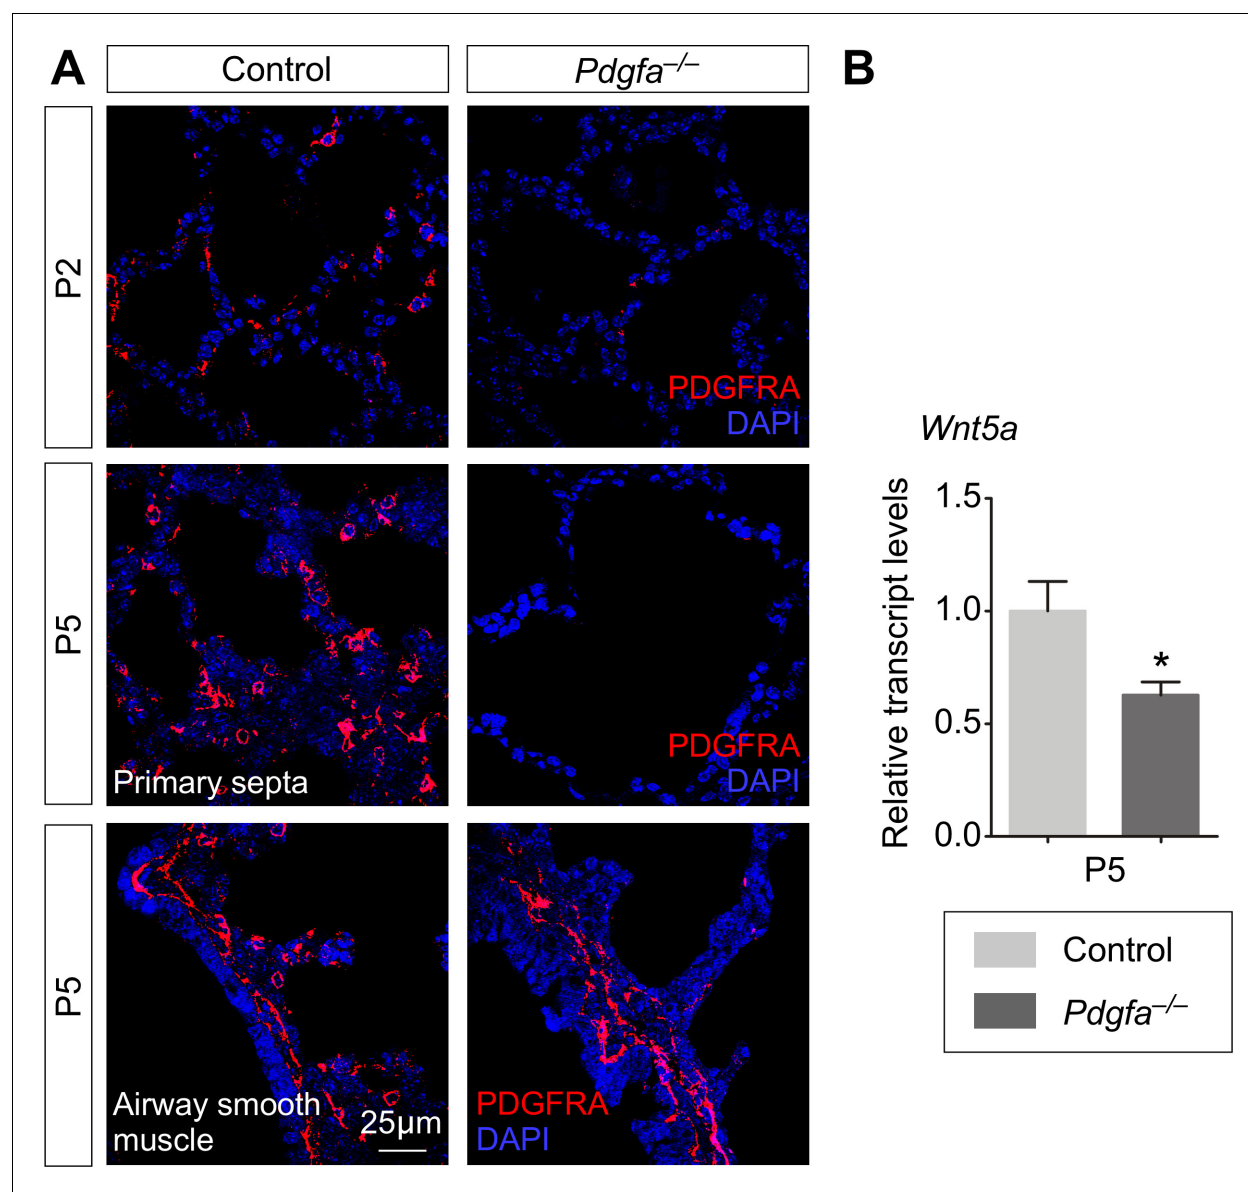 A
Control
Pdgfa–/–
B
P2
PDGFRA
DAPI
P5
Primary septa
PDGFRA
DAPI
P5
Airway smooth
muscle
25μm
PDGFRA
DAPI
Wnt5a
Relative transcript levels
1.5
1.0
0.5
0.0
*
P5
Control
Pdgfa–/–